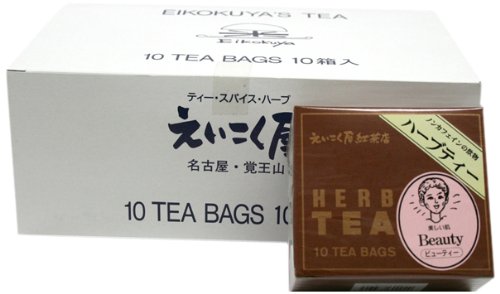 EIKOKUYA'S TEA
Eikokuya
10 TEA BAGS 10箱入
ティー・スパイス・ハーブ
えいこく屋
名古屋・覚王山
10 TEA BAGS 10
ノンカフェインの飲物
ハーブティー
えいこく屋紅茶店
HERB
TEA
10 TEA BAGS
美しい肌
Beauty
ビューティー